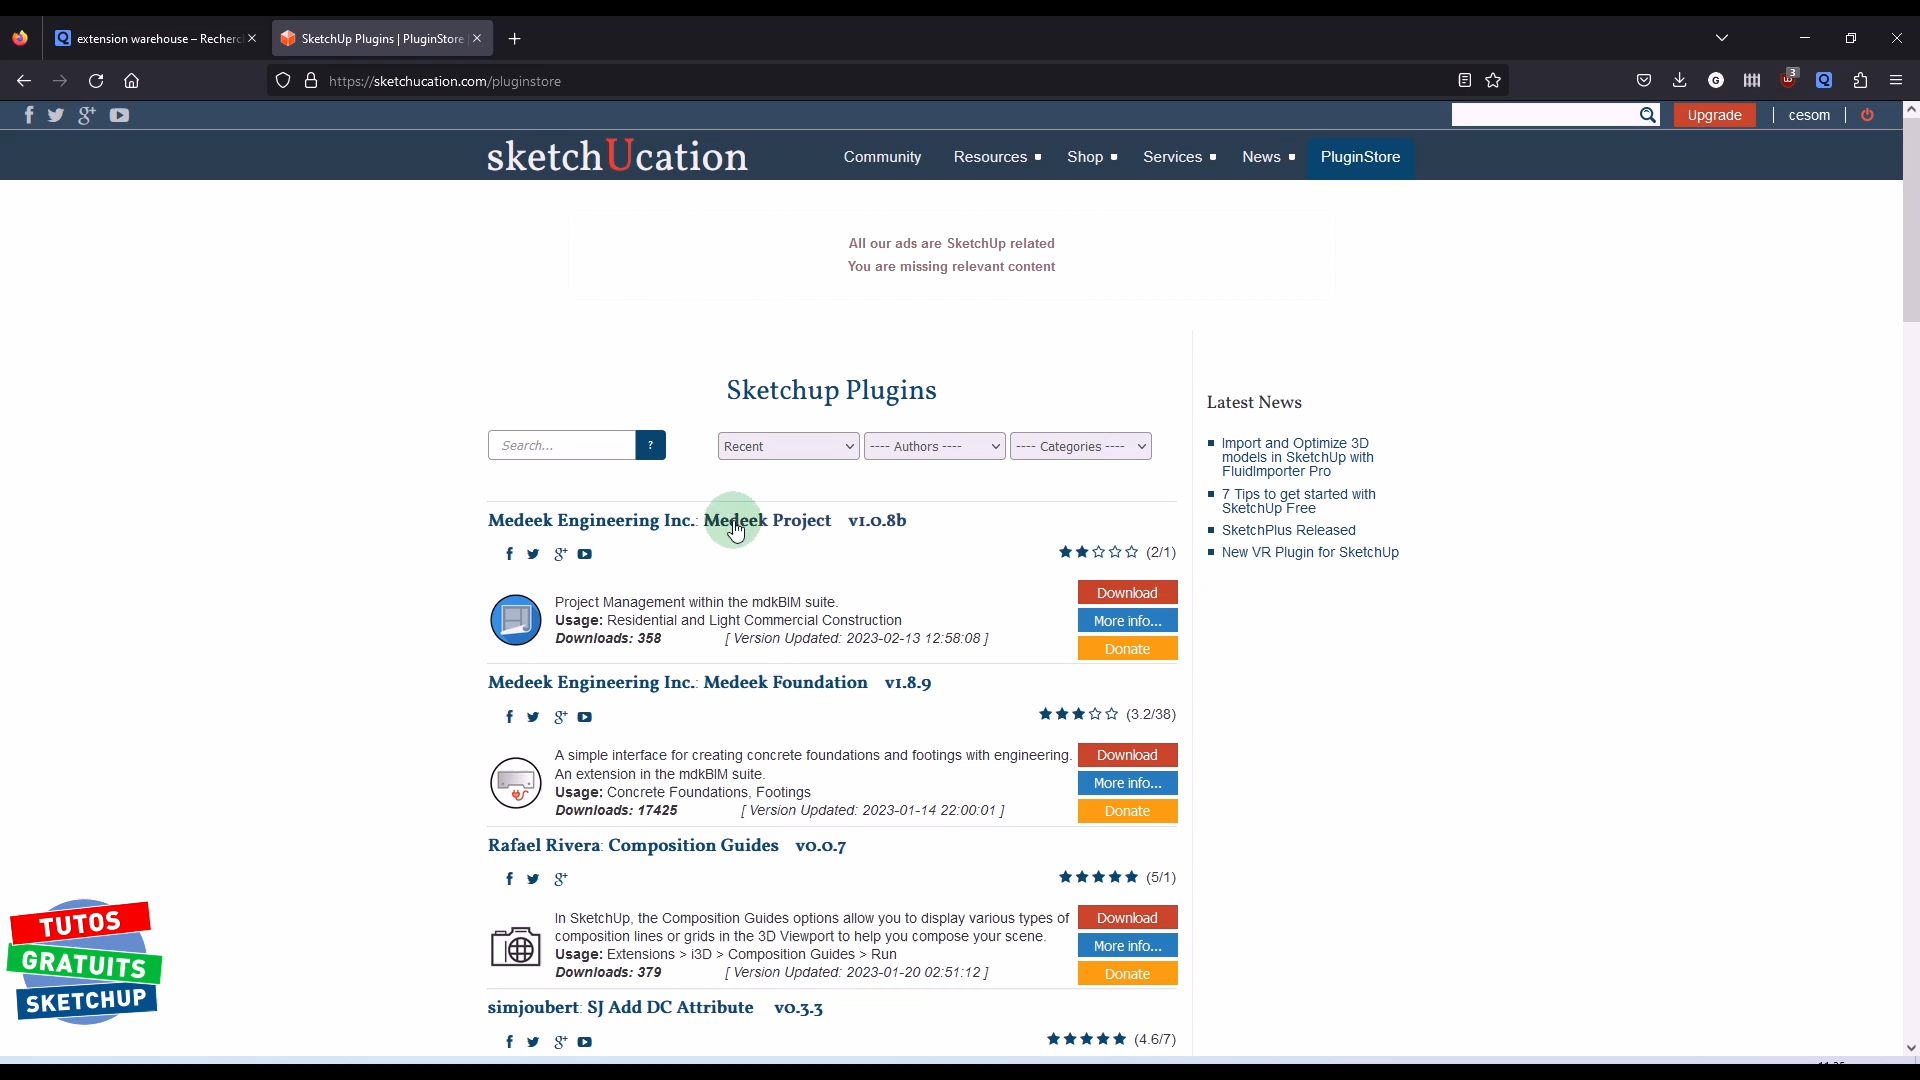 extension warehouse – Recherc
SketchUp Plugins | PluginStore
https://sketchucation.com/pluginstore
3
Upgrade
cesom
sketchUcation
Community
Resources
Shop
Services
News
PluginStore
All our ads are SketchUp related
You are missing relevant content
Sketchup Plugins
Search...
?
Recent
---- Authors ----
---- Categories ----
Medeek Engineering Inc.: Medeek Project v1.0.8b
(2/1)
Project Management within the mdkBIM suite.
Usage: Residential and Light Commercial Construction
Downloads: 358 [ Version Updated: 2023-02-13 12:58:08 ]
Download
More info...
Donate
Medeek Engineering Inc.: Medeek Foundation v1.8.9
(3.2/38)
A simple interface for creating concrete foundations and footings with engineering.
An extension in the mdkBIM suite.
Usage: Concrete Foundations, Footings
Downloads: 17425 [ Version Updated: 2023-01-14 22:00:01 ]
Download
More info...
Donate
Rafael Rivera: Composition Guides v0.0.7
(5/1)
In SketchUp, the Composition Guides options allow you to display various types of
composition lines or grids in the 3D Viewport to help you compose your scene.
Usage: Extensions > i3D > Composition Guides > Run
Downloads: 379 [ Version Updated: 2023-01-20 02:51:12 ]
Download
More info...
Donate
simjoubert: SJ Add DC Attribute v0.3.3
(4.6/7)
Latest News
Import and Optimize 3D
models in SketchUp with
FluidImporter Pro
7 Tips to get started with
SketchUp Free
SketchPlus Released
New VR Plugin for SketchUp
TUTOS
GRATUITS
SKETCHUP